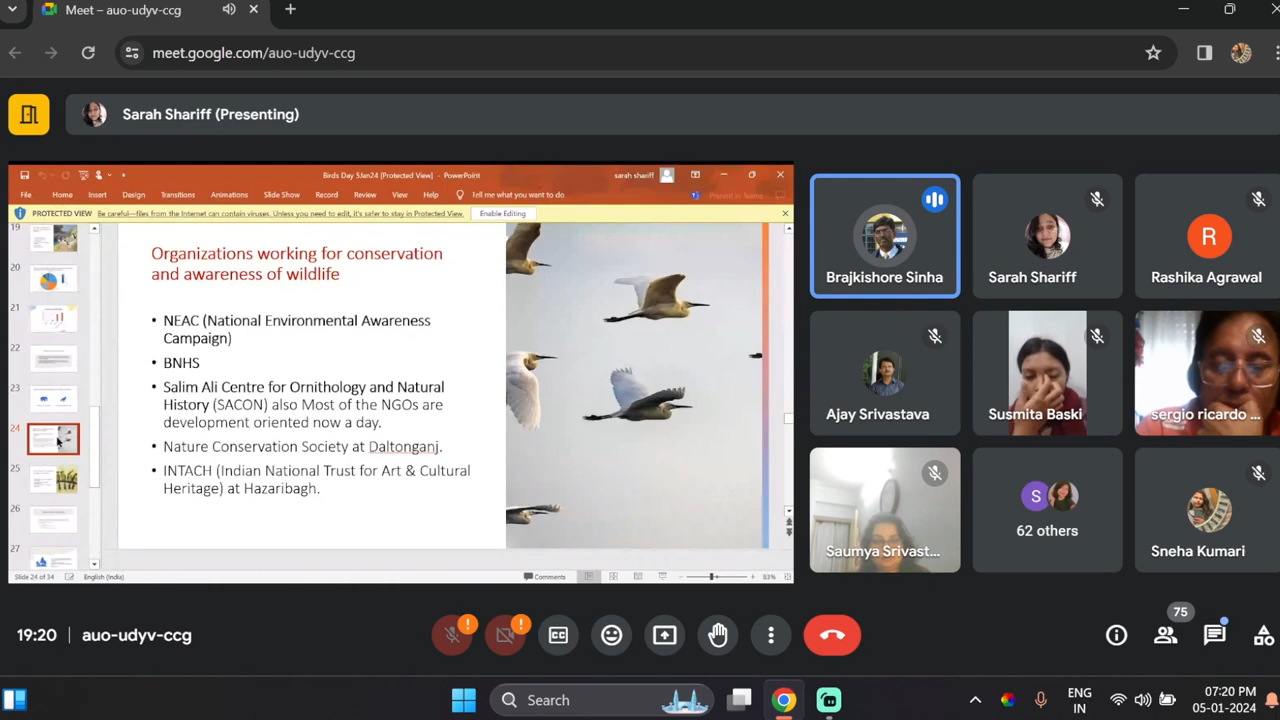 Meet – auo-udyv-ccg
meet.google.com/auo-udyv-ccg
Sarah Shariff (Presenting)
Birds Day 5Jan24 [Protected View] - PowerPoint
sarah shariff
File Home Insert Design Transitions Animations Slide Show Record Review View Help Tell me what you want to do Present in Teams
PROTECTED VIEW Be careful—files from the Internet can contain viruses. Unless you need to edit, it's safer to stay in Protected View. Enable Editing
19
20
21
22
23
24
25
26
27
Organizations working for conservation
and awareness of wildlife
• NEAC (National Environmental Awareness
Campaign)
• BNHS
• Salim Ali Centre for Ornithology and Natural
History (SACON) also Most of the NGOs are
development oriented now a day.
• Nature Conservation Society at Daltonganj.
• INTACH (Indian National Trust for Art & Cultural
Heritage) at Hazaribagh.
Slide 24 of 34 English (India) Comments 83%
Brajkishore Sinha
Sarah Shariff
R
Rashika Agrawal
Ajay Srivastava
Susmita Baski
sergio ricardo ...
Saumya Srivast...
S
62 others
Sneha Kumari
19:20 auo-udyv-ccg
75
Search
ENG
IN
07:20 PM
05-01-2024